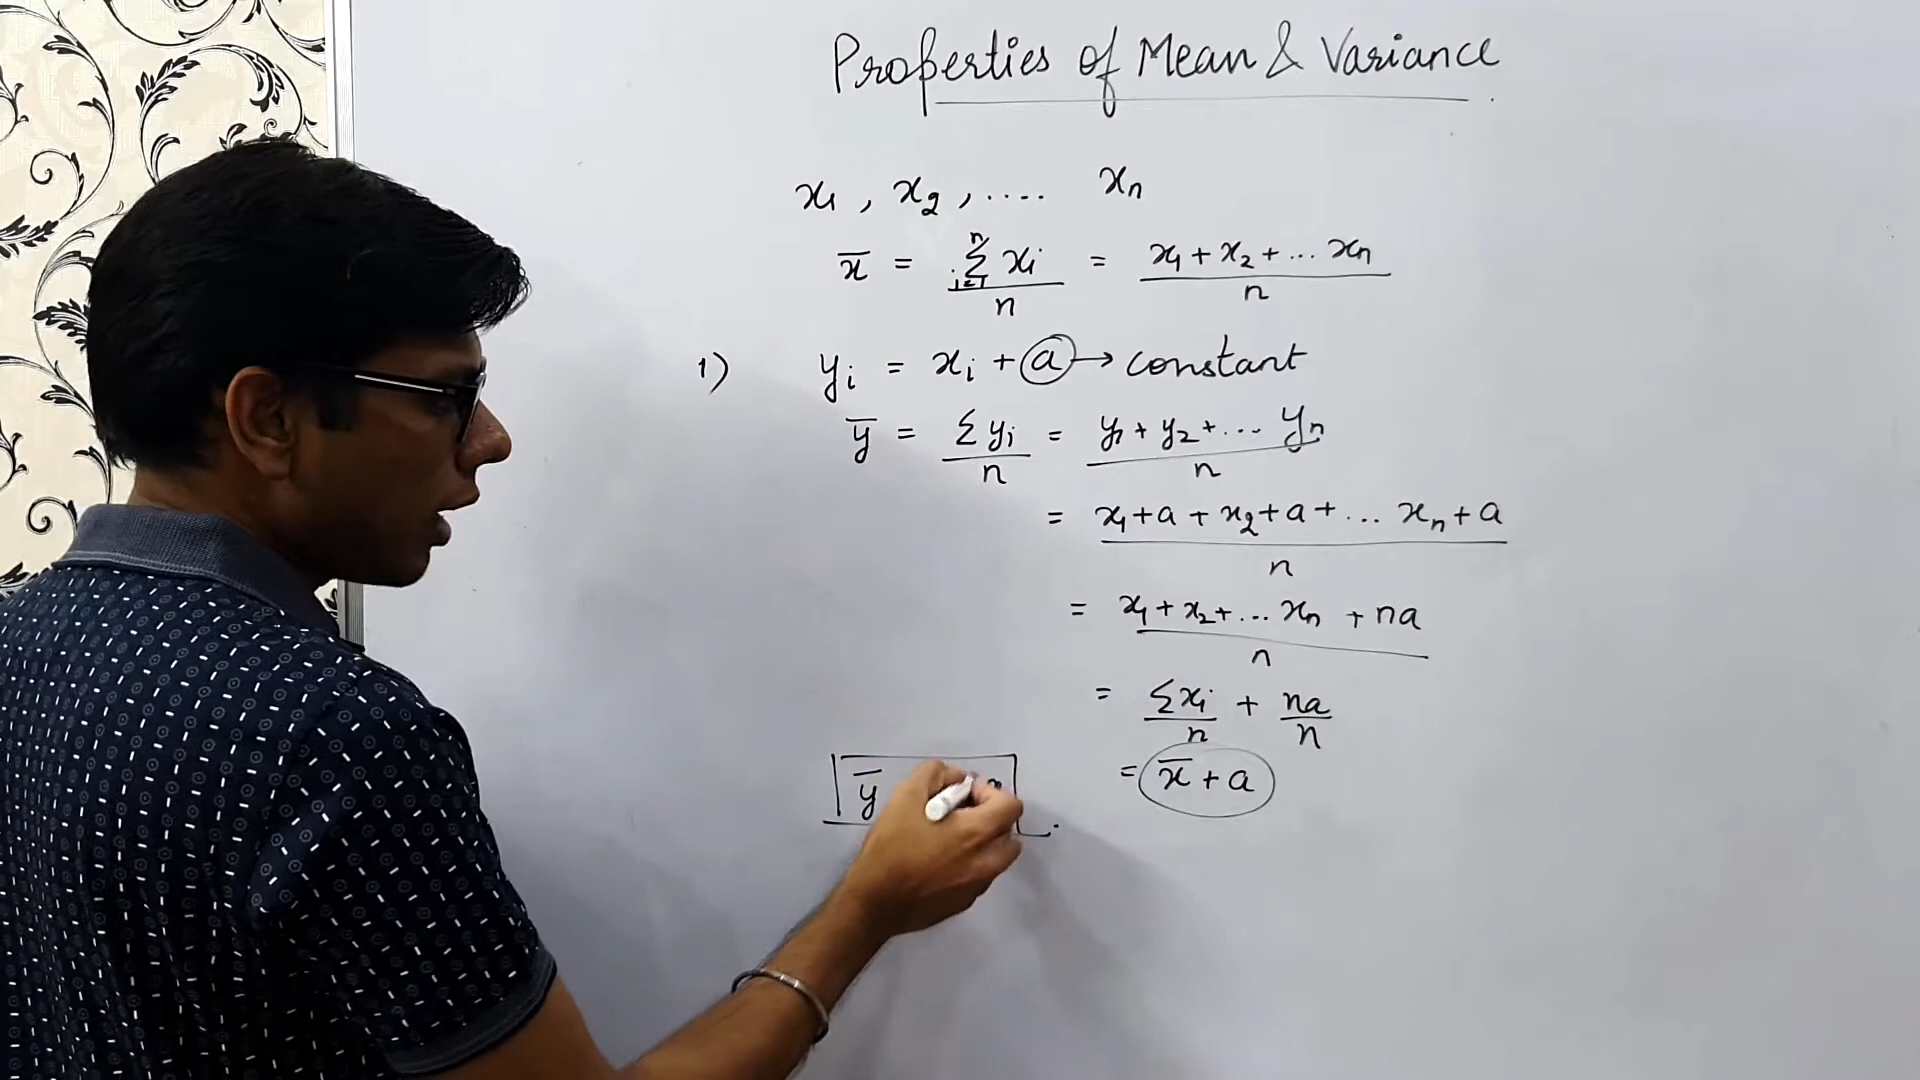 Properties of Mean & Variance
x₁ , x₂ , .... xₙ
x̄ = ⁿΣᵢ₌₁ xᵢ / n = x₁ + x₂ + ... xₙ / n
1) yᵢ = xᵢ + a → constant
ȳ = Σyᵢ / n = y₁ + y₂ + ... yₙ / n
= x₁+a + x₂+a + ... xₙ+a / n
= x₁ + x₂ + ... xₙ + na / n
= Σxᵢ / n + na / n
= x̄ + a
ȳ